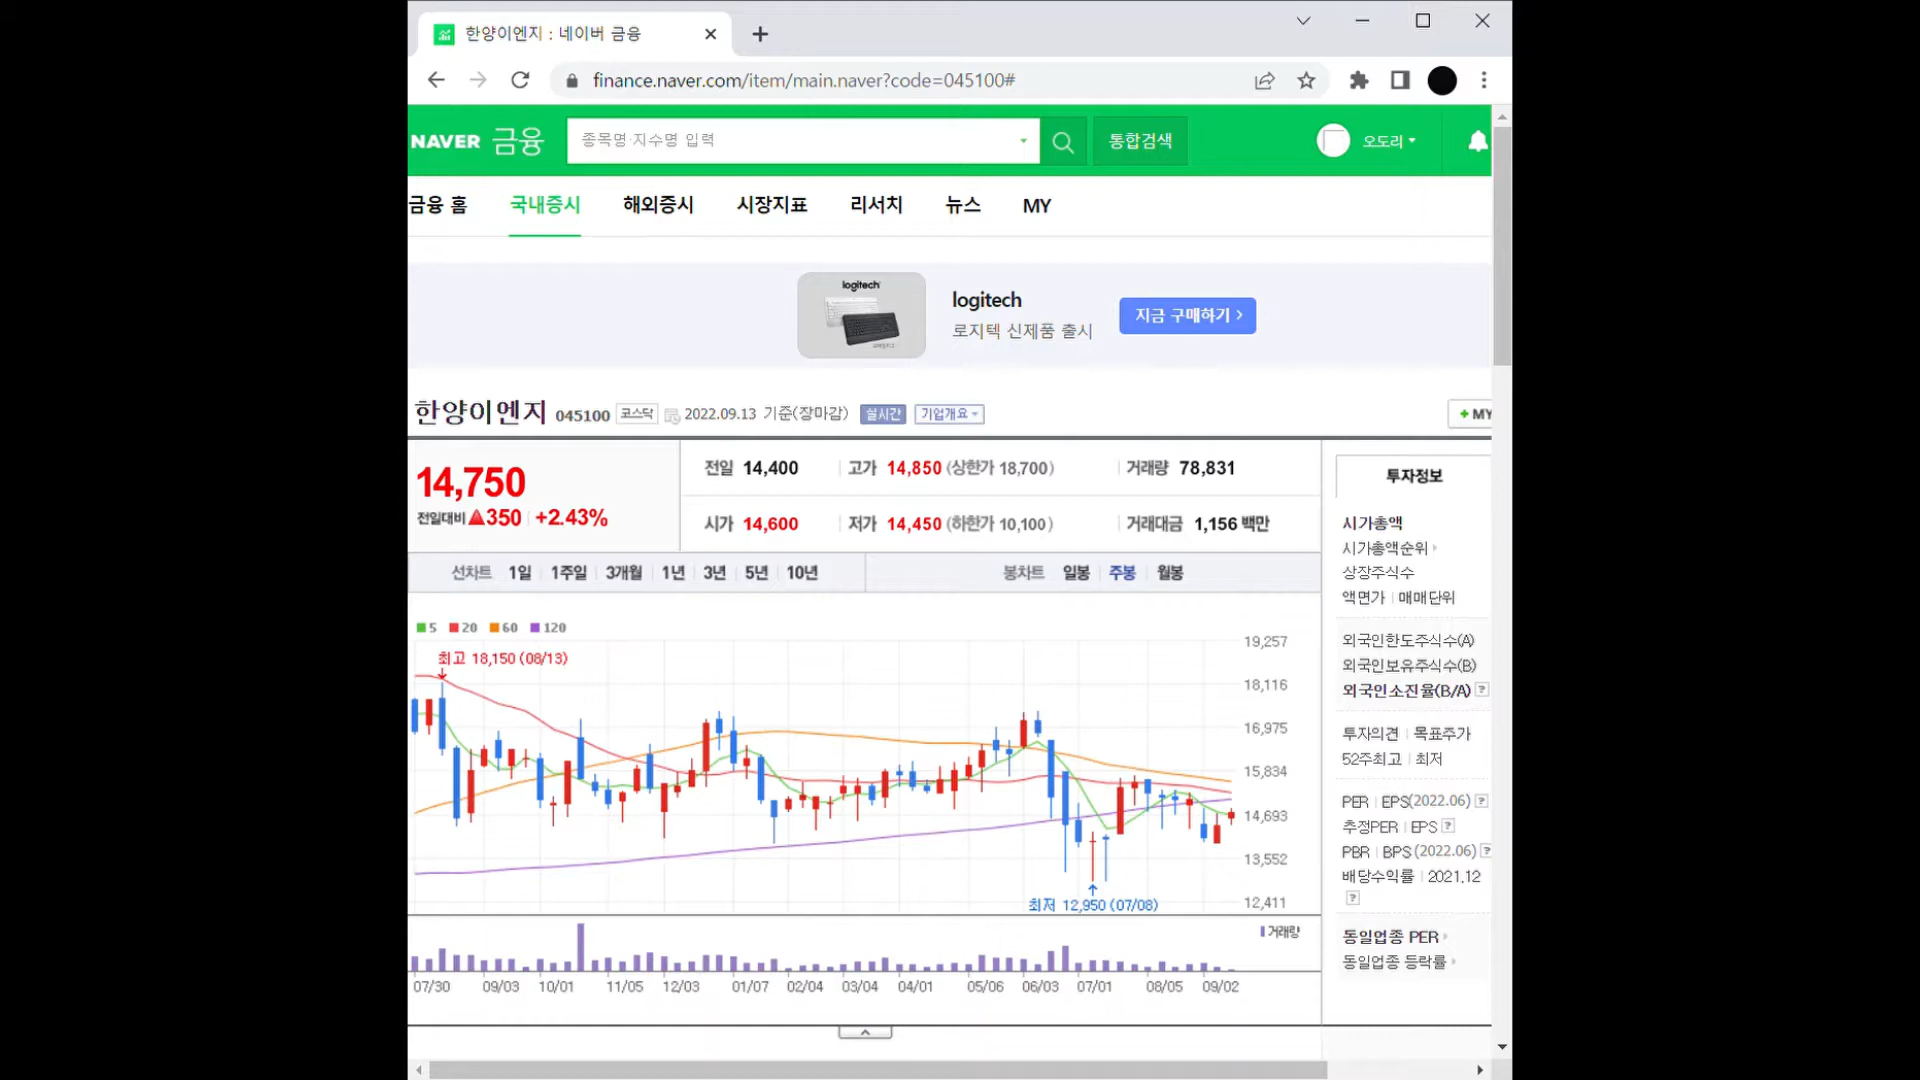 한양이엔지 : 네이버 금융
finance.naver.com/item/main.naver?code=045100#
NAVER 금융 종목명·지수명 입력 통합검색 오도리
금융 홈 국내증시 해외증시 시장지표 리서치 뉴스 MY
logitech
logitech
로지텍 신제품 출시
지금 구매하기 >
한양이엔지 045100 코스닥 2022.09.13 기준(장마감) 실시간 기업개요
+ MY
14,750
전일대비 ▲350 +2.43%
전일 14,400 고가 14,850 (상한가 18,700) 거래량 78,831
시가 14,600 저가 14,450 (하한가 10,100) 거래대금 1,156 백만
선차트 1일 1주일 3개월 1년 3년 5년 10년 봉차트 일봉 주봉 월봉
5 20 60 120
최고 18,150 (08/13)
19,257
18,116
16,975
15,834
14,693
13,552
12,411
최저 12,950 (07/08)
거래량
07/30 09/03 10/01 11/05 12/03 01/07 02/04 03/04 04/01 05/06 06/03 07/01 08/05 09/02
투자정보
시가총액
시가총액순위
상장주식수
액면가 매매단위
외국인한도주식수(A)
외국인보유주식수(B)
외국인소진율(B/A) ?
투자의견 목표주가
52주최고 최저
PER EPS(2022.06) ?
추정PER EPS ?
PBR BPS(2022.06) ?
배당수익률 2021.12
?
동일업종 PER
동일업종 등락률